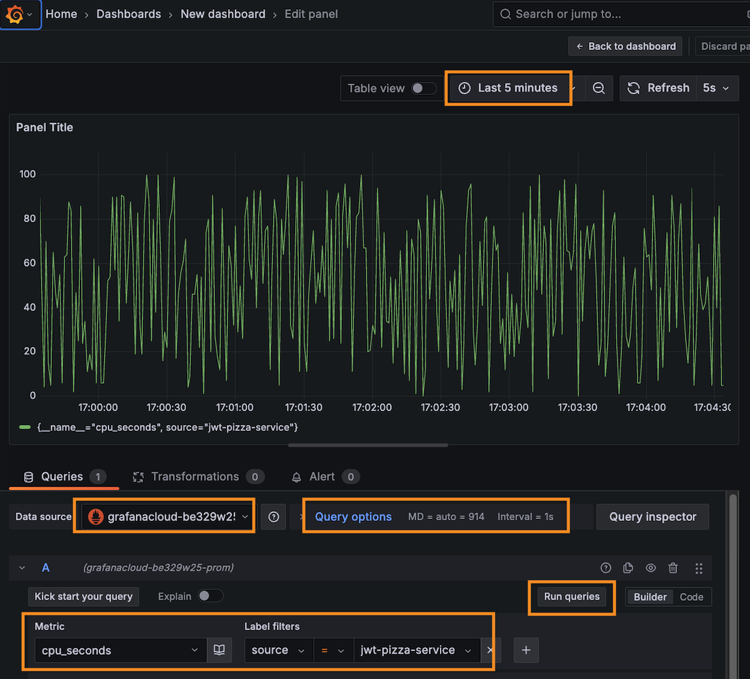 Home › Dashboards › New dashboard › Edit panel Search or jump to...
← Back to dashboard Discard pa
Table view Last 5 minutes Refresh 5s
Panel Title
100
80
60
40
20
0
17:00:00 17:00:30 17:01:00 17:01:30 17:02:00 17:02:30 17:03:00 17:03:30 17:04:00 17:04:30
{__name__="cpu_seconds", source="jwt-pizza-service"}
Queries 1 Transformations 0 Alert 0
Data source grafanacloud-be329w2 Query options MD = auto = 914 Interval = 1s Query inspector
A (grafanacloud-be329w25-prom)
Kick start your query Explain Run queries Builder Code
Metric Label filters
cpu_seconds source = jwt-pizza-service × +